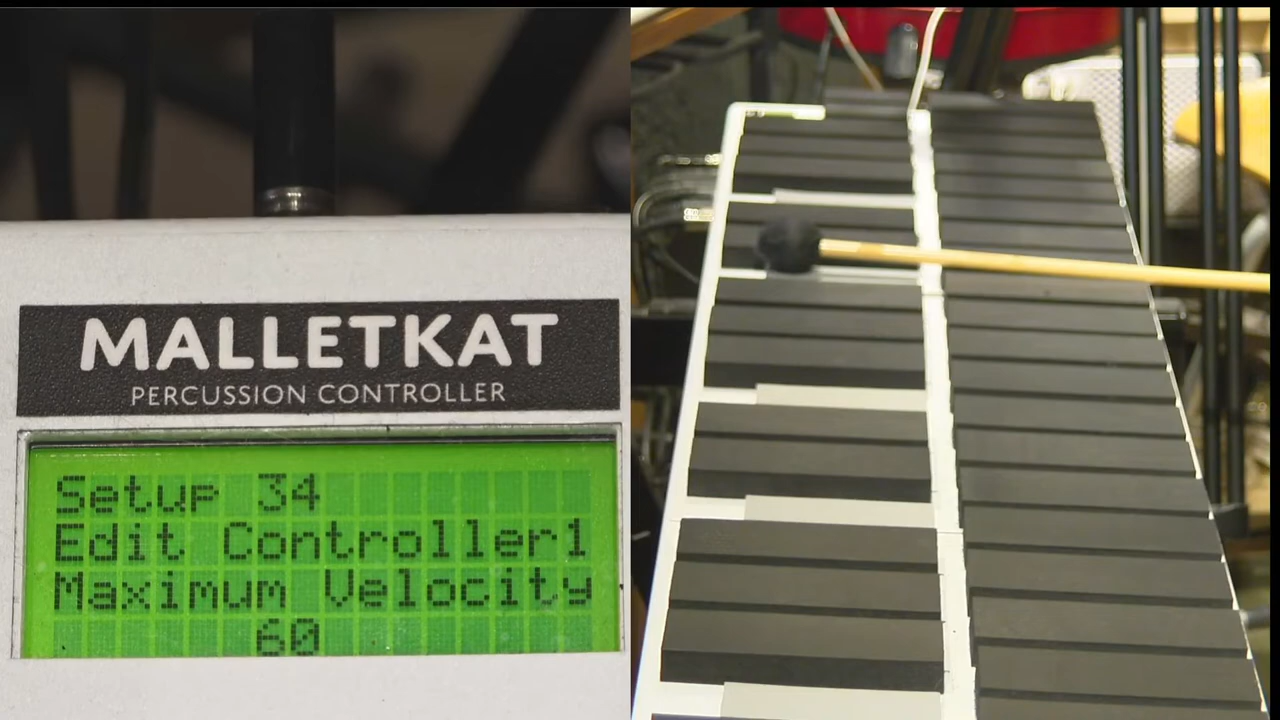 MALLETKAT
PERCUSSION CONTROLLER
Setup 34
Edit Controller1
Maximum Velocity
60